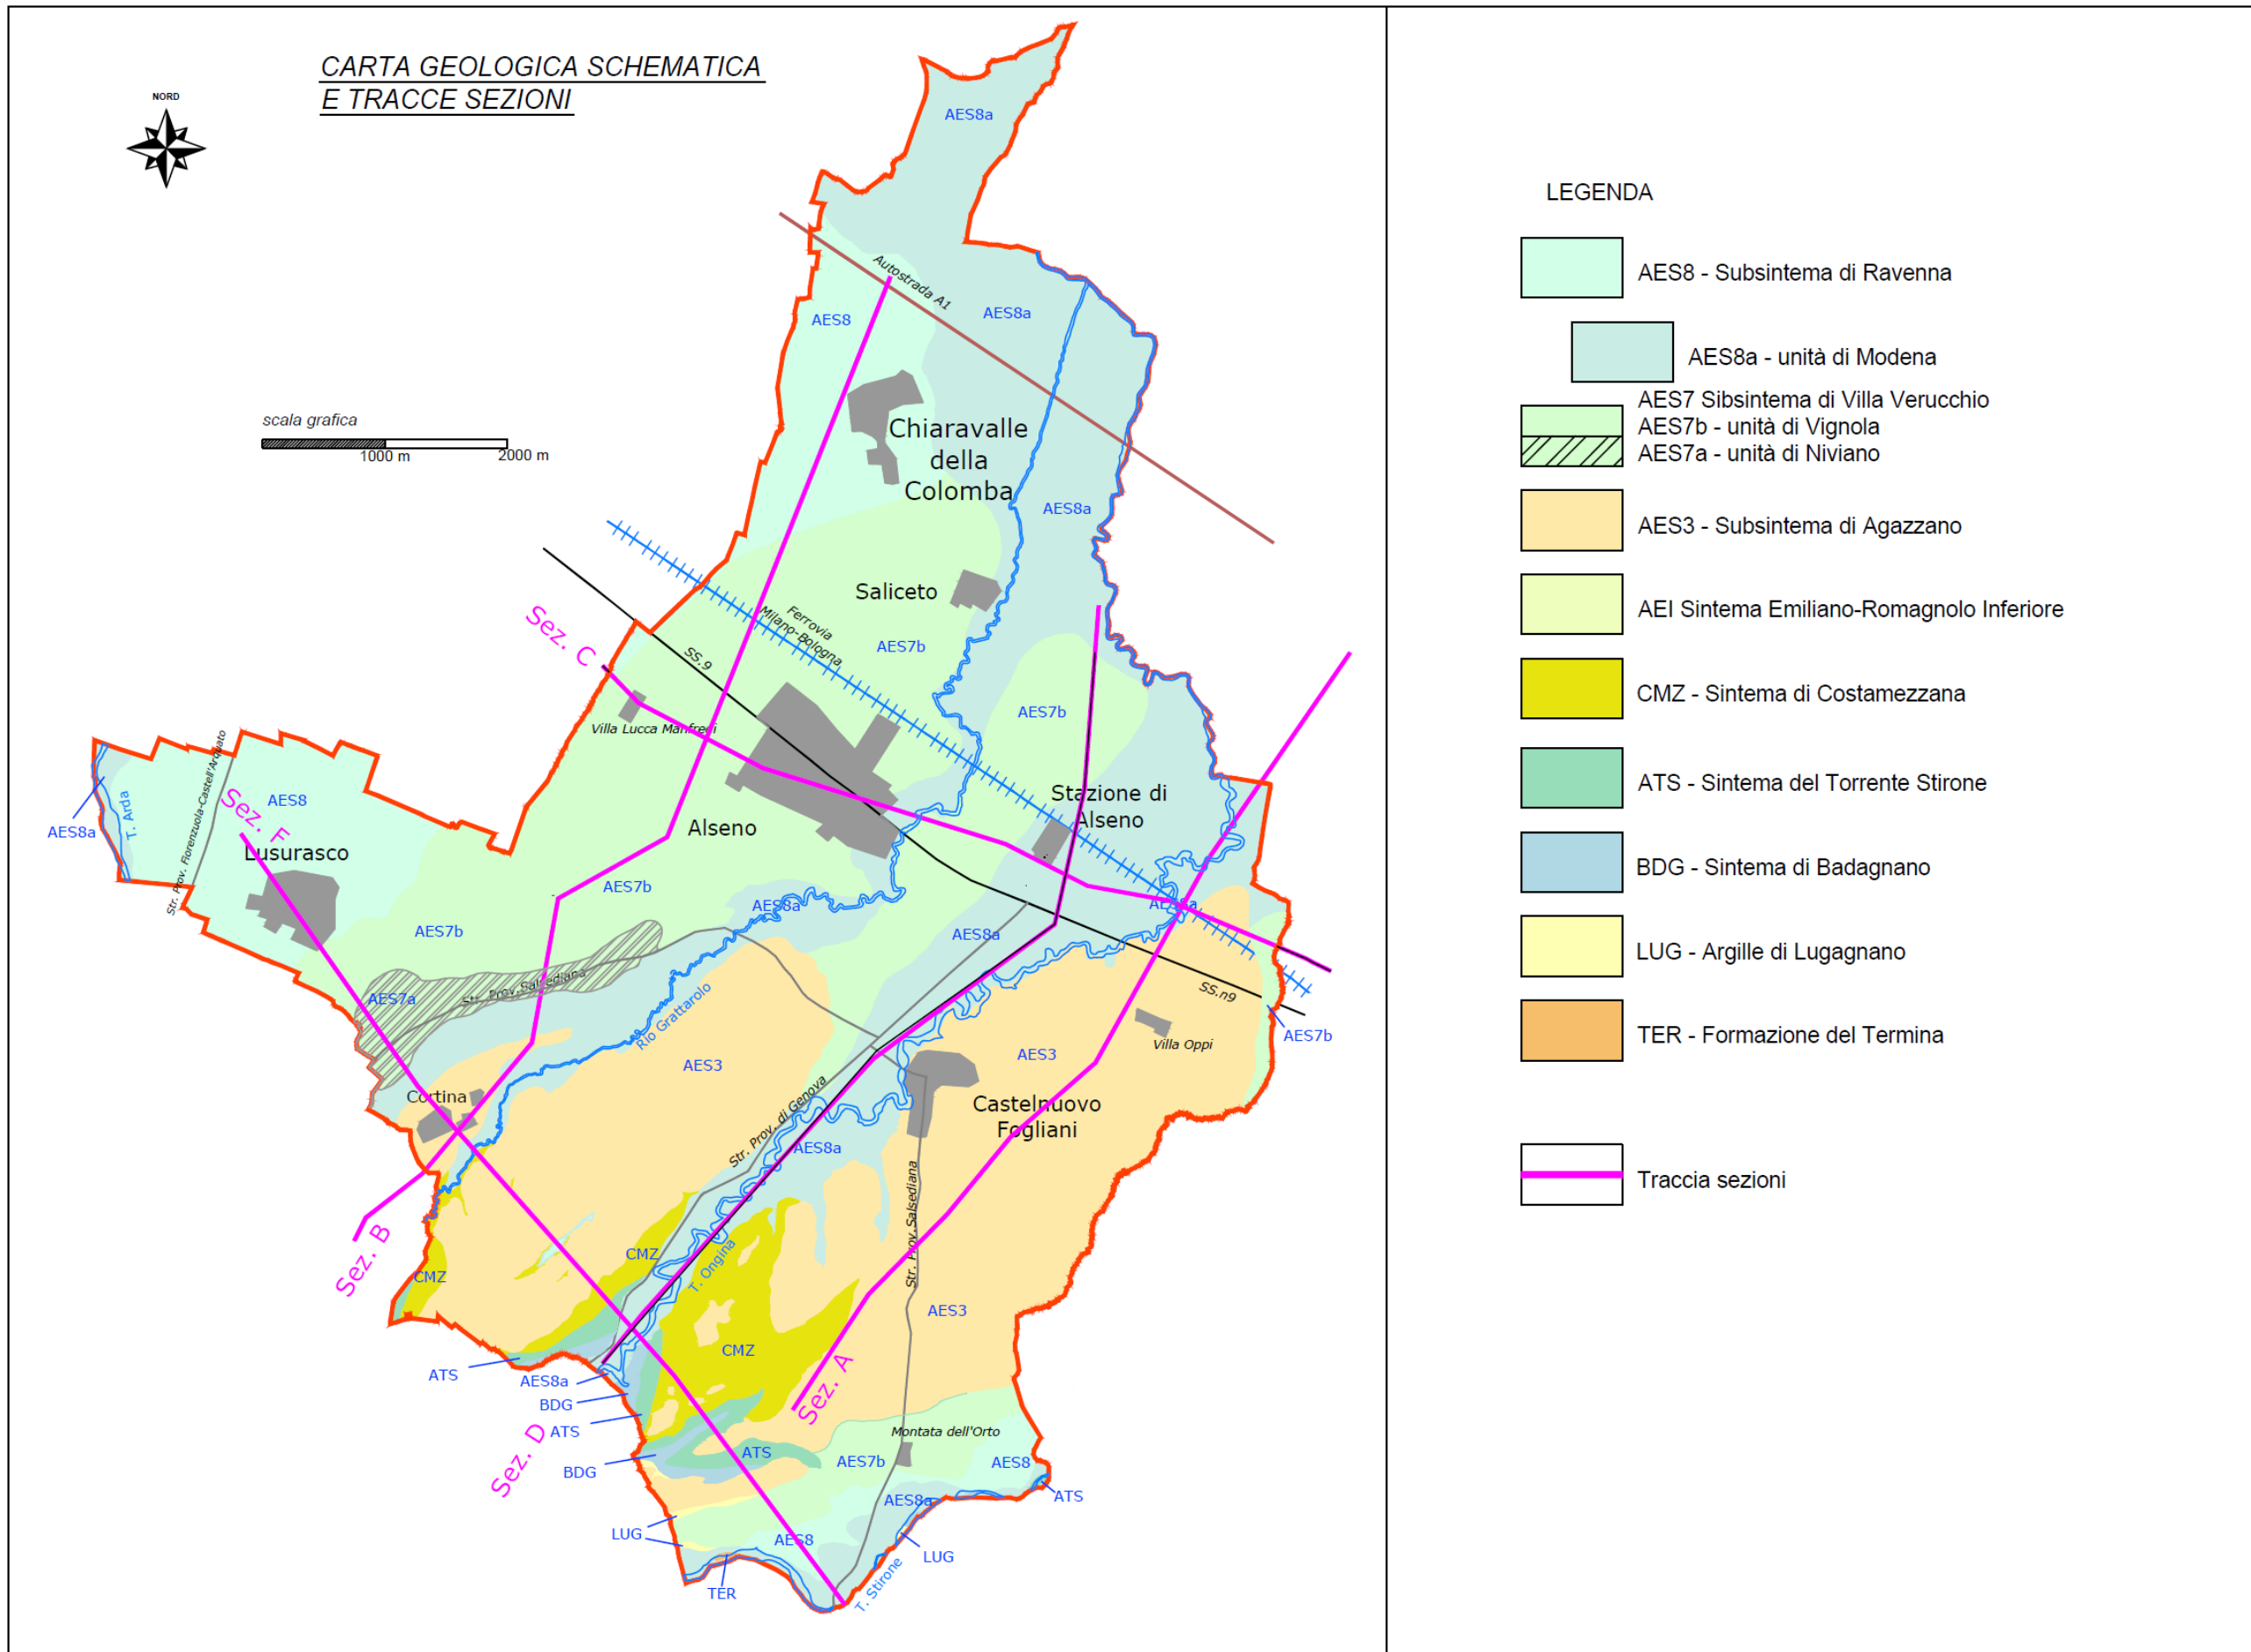 CARTA GEOLOGICA SCHEMATICA
E TRACCE SEZIONI
NORD
scala grafica
1000 m
2000 m
AES8a
Autostrada A1
AES8
AES8a
Chiaravalle
della
Colomba
AES8a
Saliceto
Ferrovia
Milano-Bologna
AES7b
SS.9
Sez. C
Villa Lucca Manfredi
AES7b
Stazione di
Alseno
Alseno
AES8a
T. Arda
Str. Prov. Fiorenzuola-Castell'Arquato
AES8
Sez. F
Lusurasco
AES7b
AES7b
AES8a
AES8a
AES8a
AES7a
Str. Prov.Salsediana
Rio Grattarolo
SS.n9
AES7b
Villa Oppi
AES3
AES3
Cortina
Castelnuovo
Fogliani
Str. Prov. di Genova
AES8a
Str. Prov.Salsediana
Sez. B
CMZ
CMZ
T. Ongina
AES3
CMZ
Sez. A
ATS
AES8a
BDG
ATS
Sez. D
BDG
ATS
Montata dell'Orto
AES7b
AES8
AES8a
ATS
LUG
AES8
LUG
TER
T. Stirone
LEGENDA
AES8 - Subsintema di Ravenna
AES8a - unità di Modena
AES7 Sibsintema di Villa Verucchio
AES7b - unità di Vignola
AES7a - unità di Niviano
AES3 - Subsintema di Agazzano
AEI Sintema Emiliano-Romagnolo Inferiore
CMZ - Sintema di Costamezzana
ATS - Sintema del Torrente Stirone
BDG - Sintema di Badagnano
LUG - Argille di Lugagnano
TER - Formazione del Termina
Traccia sezioni